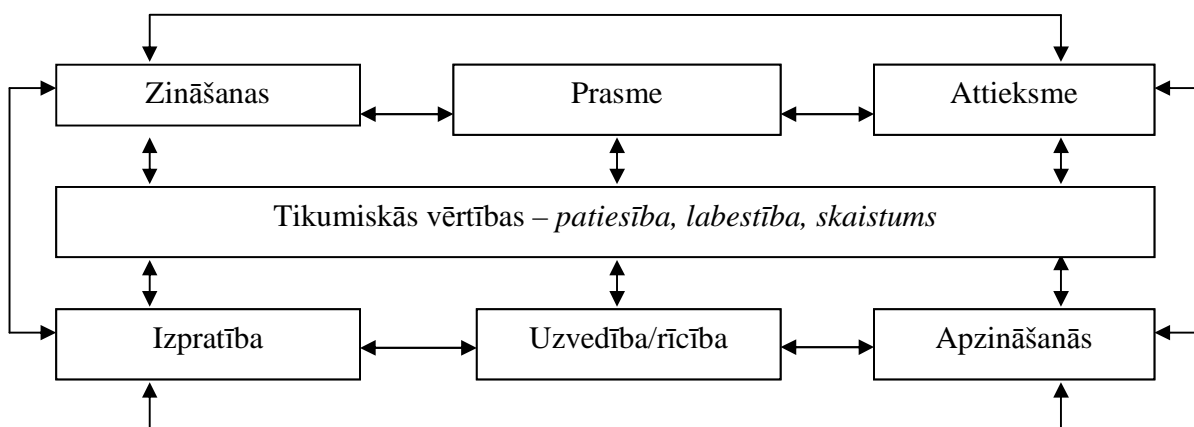 Zināšanas
Prasme
Attieksme
Tikumiskās vērtības – patiesība, labestība, skaistums
Izpratība
Uzvedība/rīcība
Apzināšanās